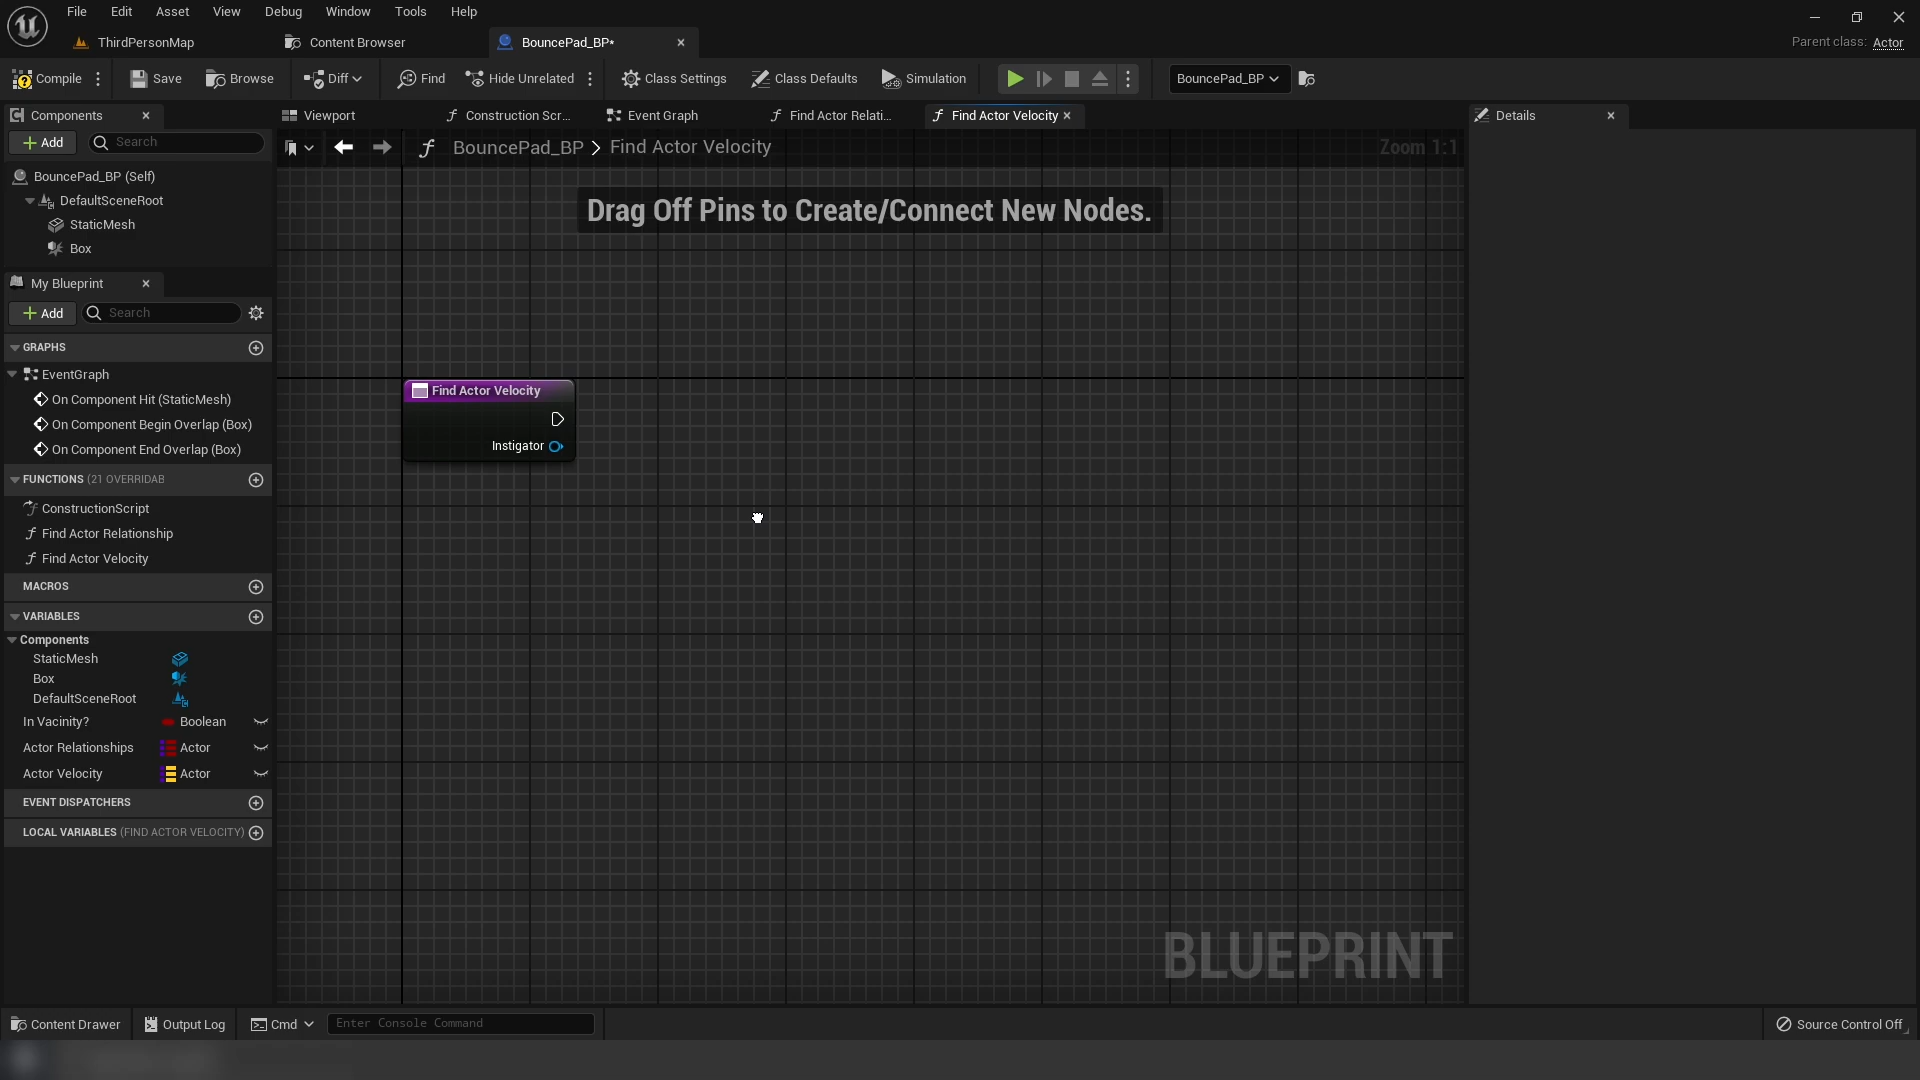 File Edit Asset View Debug Window Tools Help
ThirdPersonMap Content Browser BouncePad_BP*
Parent class: Actor
Compile Save Browse Diff Find Hide Unrelated Class Settings Class Defaults Simulation BouncePad_BP
Components Viewport Construction Scr... Event Graph Find Actor Relati... Find Actor Velocity Details
Add Search
BouncePad_BP > Find Actor Velocity
Zoom 1:1
BouncePad_BP (Self)
DefaultSceneRoot
StaticMesh
Box
Drag Off Pins to Create/Connect New Nodes.
My Blueprint
Add Search
GRAPHS
EventGraph
On Component Hit (StaticMesh)
On Component Begin Overlap (Box)
On Component End Overlap (Box)
Find Actor Velocity
Instigator
FUNCTIONS (21 OVERRIDAB
ConstructionScript
Find Actor Relationship
Find Actor Velocity
MACROS
VARIABLES
Components
StaticMesh
Box
DefaultSceneRoot
In Vacinity? Boolean
Actor Relationships Actor
Actor Velocity Actor
EVENT DISPATCHERS
LOCAL VARIABLES (FIND ACTOR VELOCITY)
BLUEPRINT
Content Drawer Output Log Cmd Enter Console Command Source Control Off